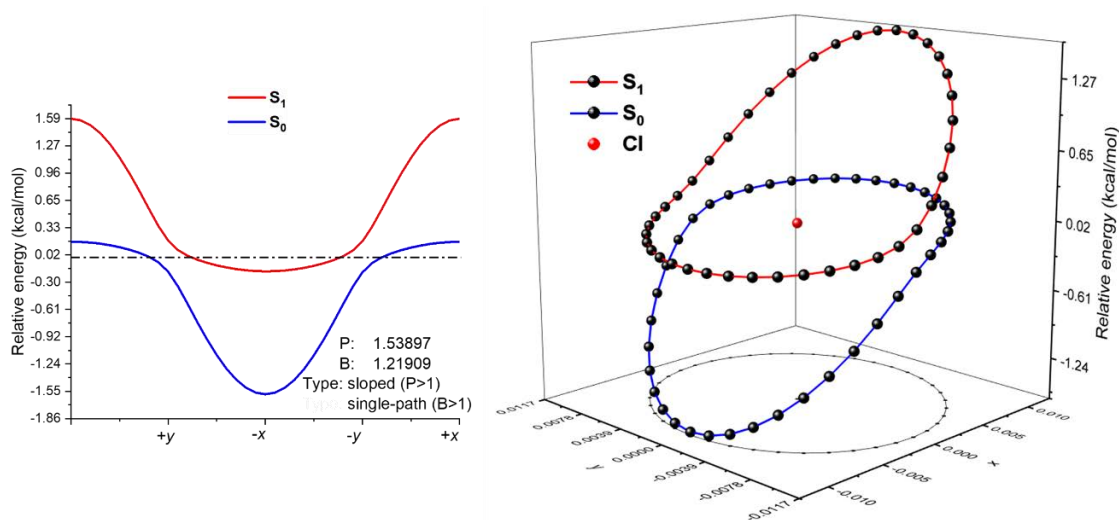 S1
S0
1.59
1.27
0.96
0.65
0.33
0.02
-0.30
-0.61
-0.92
-1.24
-1.55
-1.86
Relative energy (kcal/mol)
P: 1.53897
B: 1.21909
Type: sloped (P>1)
Type: single-path (B>1)
+y -x -y +x
S1
S0
CI
1.27
0.65
0.02
-0.61
-1.24
Relative energy (kcal/mol)
0.0117
0.0078
0.0039
0.0000
-0.0039
-0.0078
-0.0117
y
-0.010
-0.005
0.000
0.005
0.010
x